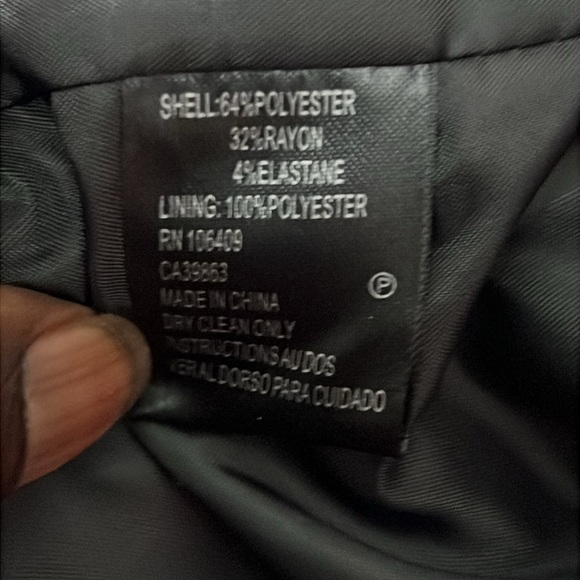 SHELL:64%POLYESTER
32%RAYON
4%ELASTANE
LINING: 100%POLYESTER
RN 106409
CA39863
P
MADE IN CHINA
DRY CLEAN ONLY
INSTRUCTIONS AU DOS
VER AL DORSO PARA CUIDADO